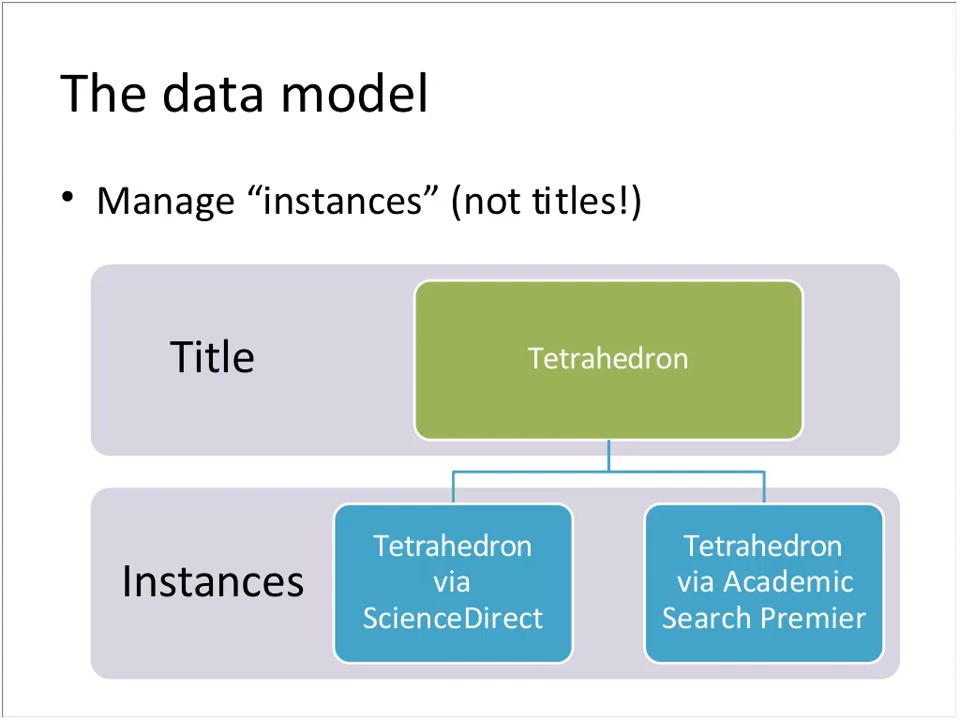 The data model
• Manage “instances” (not titles!)
Title
Tetrahedron
Instances
Tetrahedron
via
ScienceDirect
Tetrahedron
via Academic
Search Premier